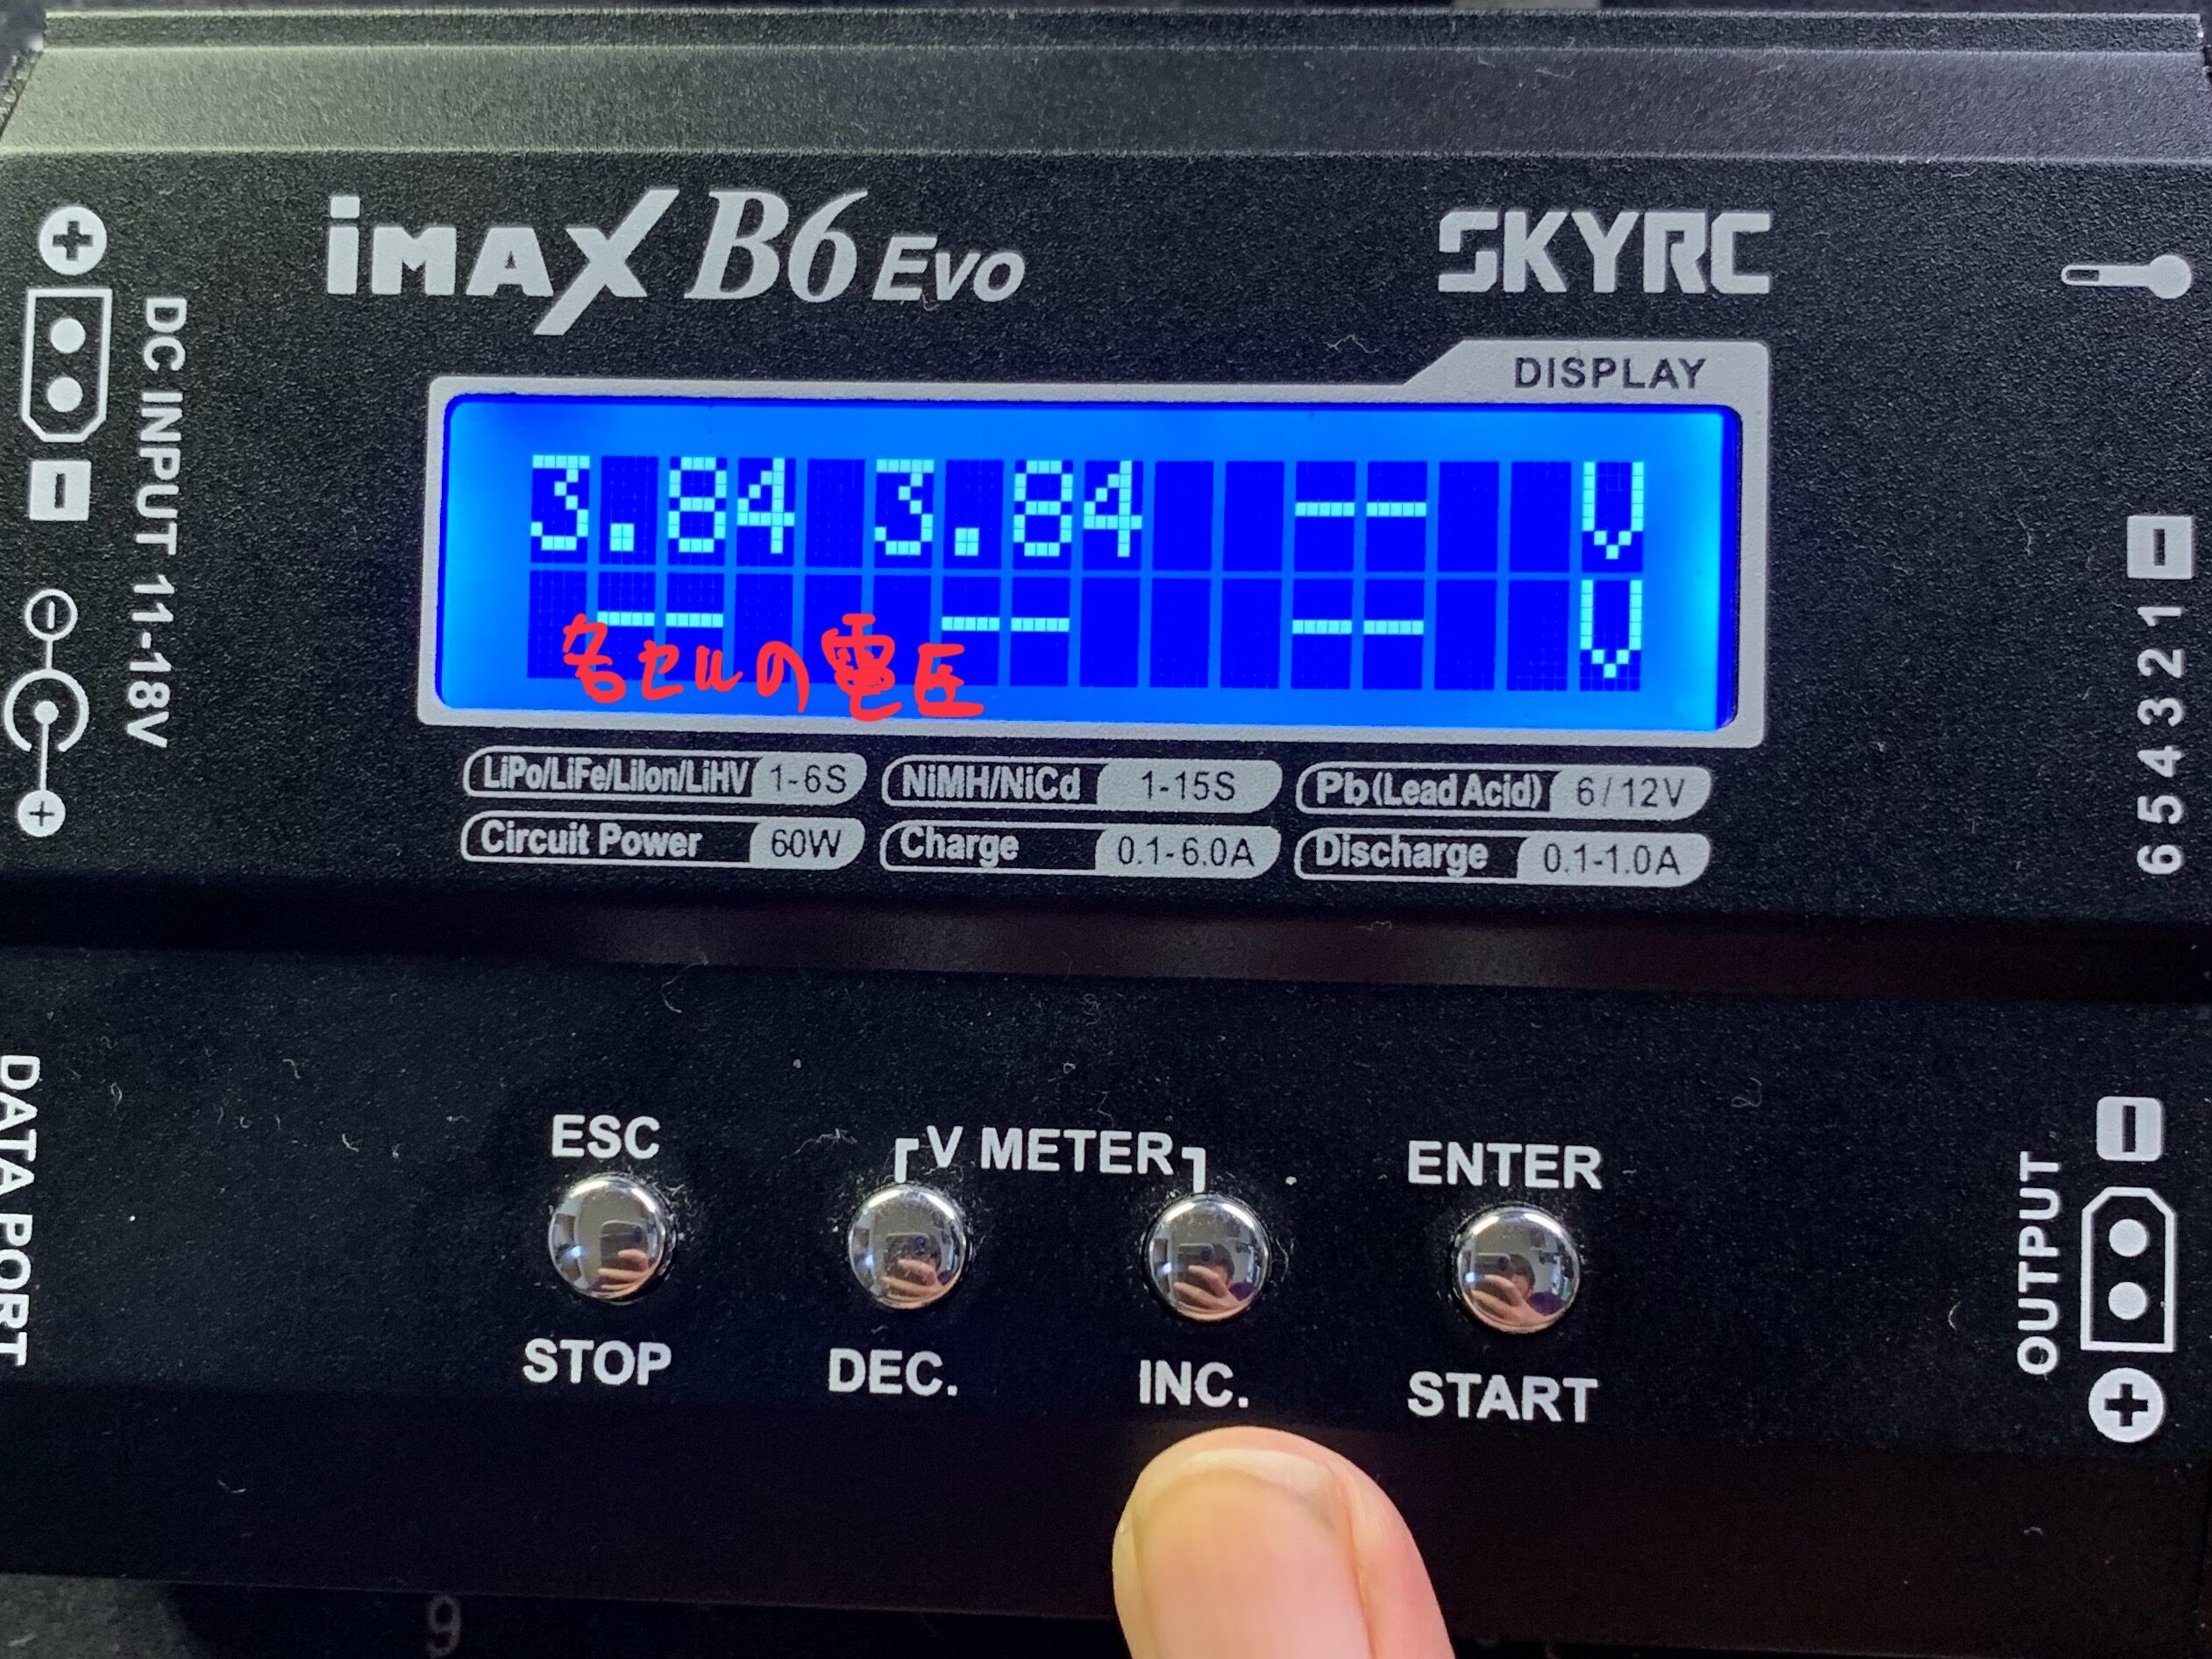 iMAX B6 Evo
SKYRC
DISPLAY
3.84 3.84 -- V
-- -- -- V
各セルの電圧
LiPo/LiFe/LiIon/LiHV 1-6S
NiMH/NiCd 1-15S
Pb(Lead Acid) 6/12V
Circuit Power 60W
Charge 0.1-6.0A
Discharge 0.1-1.0A
DC INPUT 11-18V
6 5 4 3 2 1
DATA PORT
ESC
V METER
ENTER
STOP
DEC.
INC.
START
OUTPUT
9